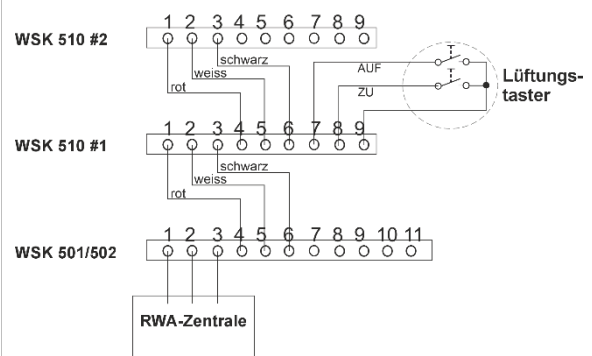 1 2 3 4 5 6 7 8 9
WSK 510 #2
schwarz
weiss
rot
AUF
ZU
Lüftungs-
taster
1 2 3 4 5 6 7 8 9
WSK 510 #1
schwarz
weiss
rot
1 2 3 4 5 6 7 8 9 10 11
WSK 501/502
RWA-Zentrale